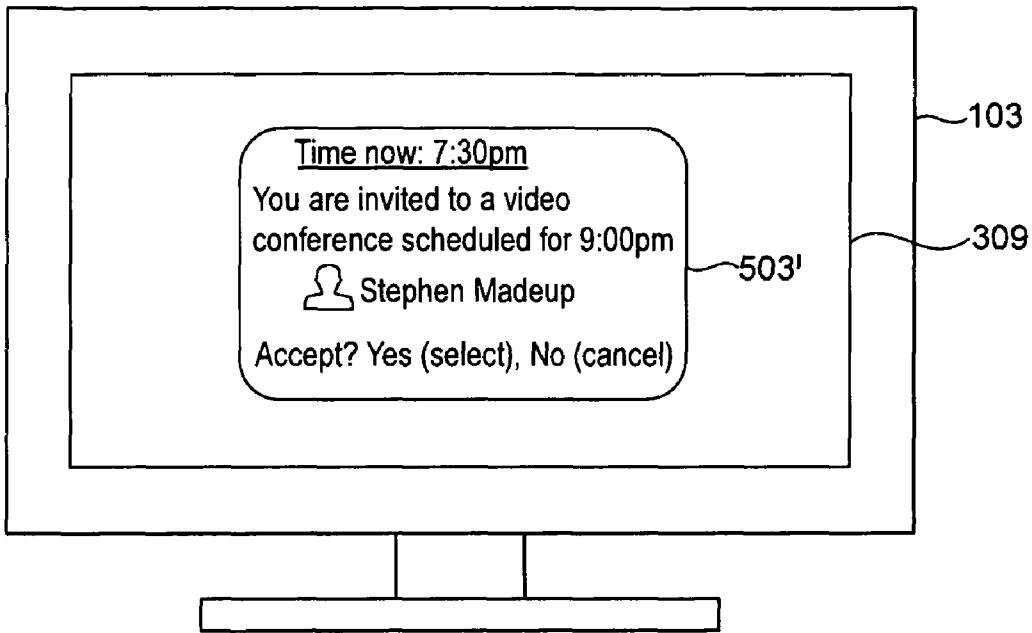 Time now: 7:30pm
You are invited to a video
conference scheduled for 9:00pm
Stephen Madeup
Accept? Yes (select), No (cancel)
103
309
503'